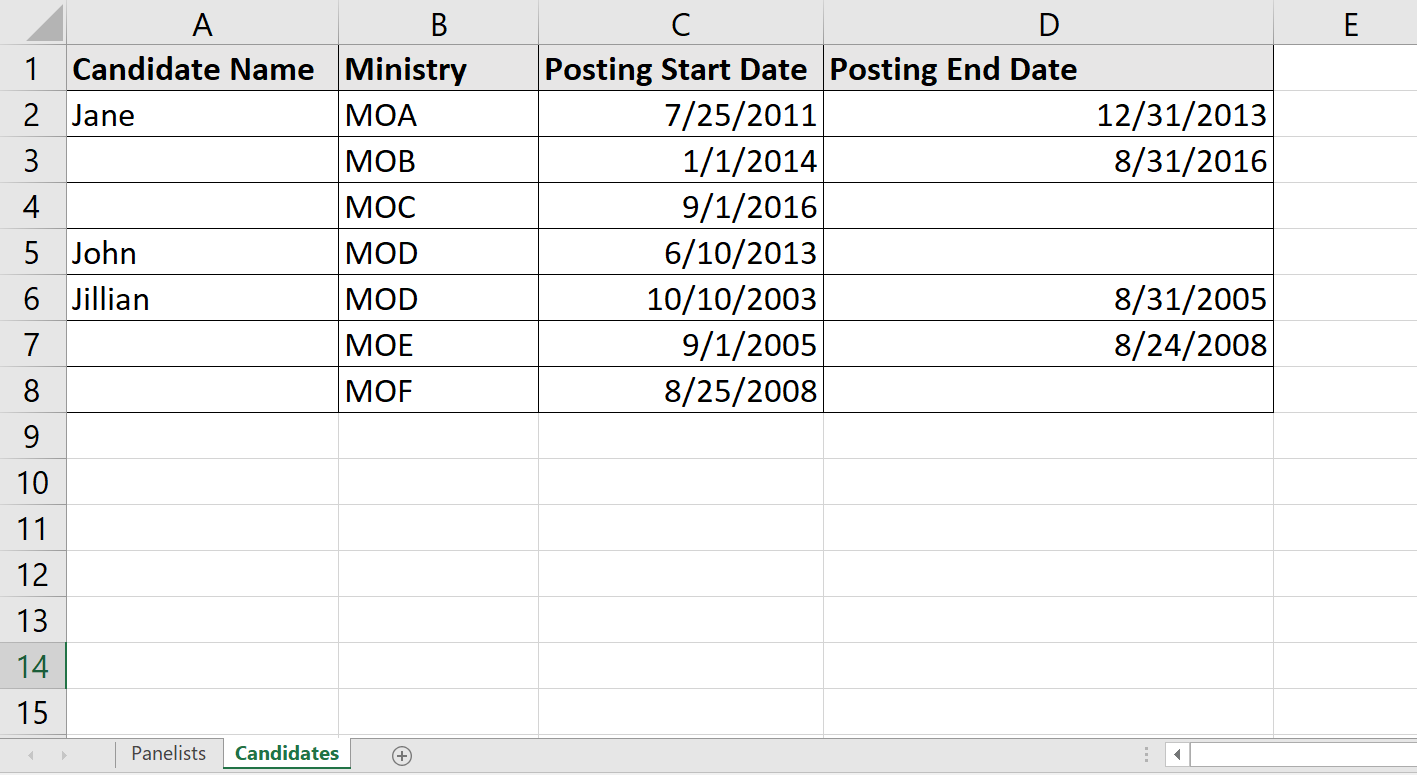 A B C D E
1 Candidate Name Ministry Posting Start Date Posting End Date
2 Jane MOA 7/25/2011 12/31/2013
3 MOB 1/1/2014 8/31/2016
4 MOC 9/1/2016
5 John MOD 6/10/2013
6 Jillian MOD 10/10/2003 8/31/2005
7 MOE 9/1/2005 8/24/2008
8 MOF 8/25/2008
9
10
11
12
13
14
15
Panelists Candidates